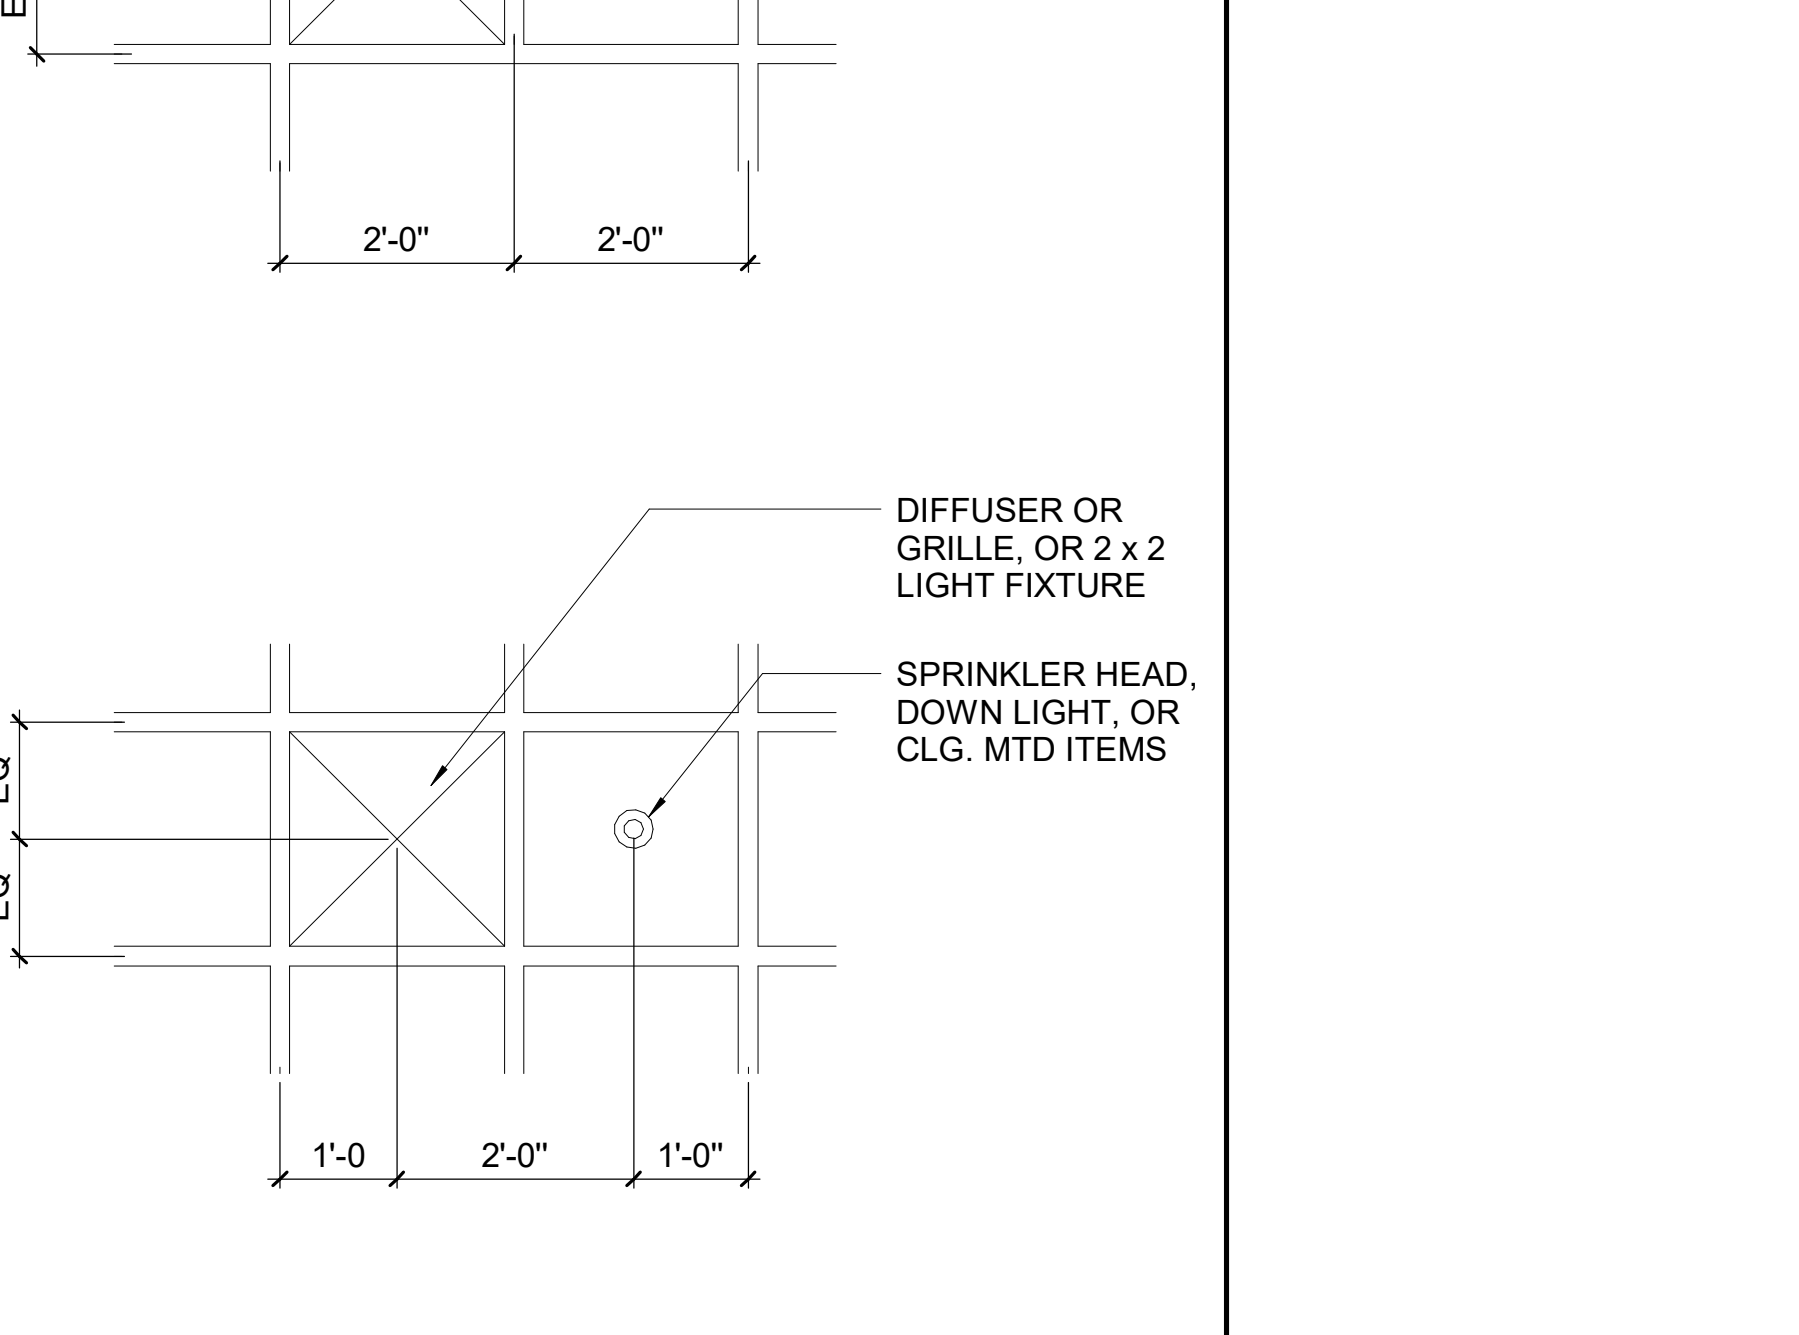 2'-0"
2'-0"
DIFFUSER OR
GRILLE, OR 2 x 2
LIGHT FIXTURE
SPRINKLER HEAD,
DOWN LIGHT, OR
CLG. MTD ITEMS
EQ
EQ
1'-0
2'-0"
1'-0"